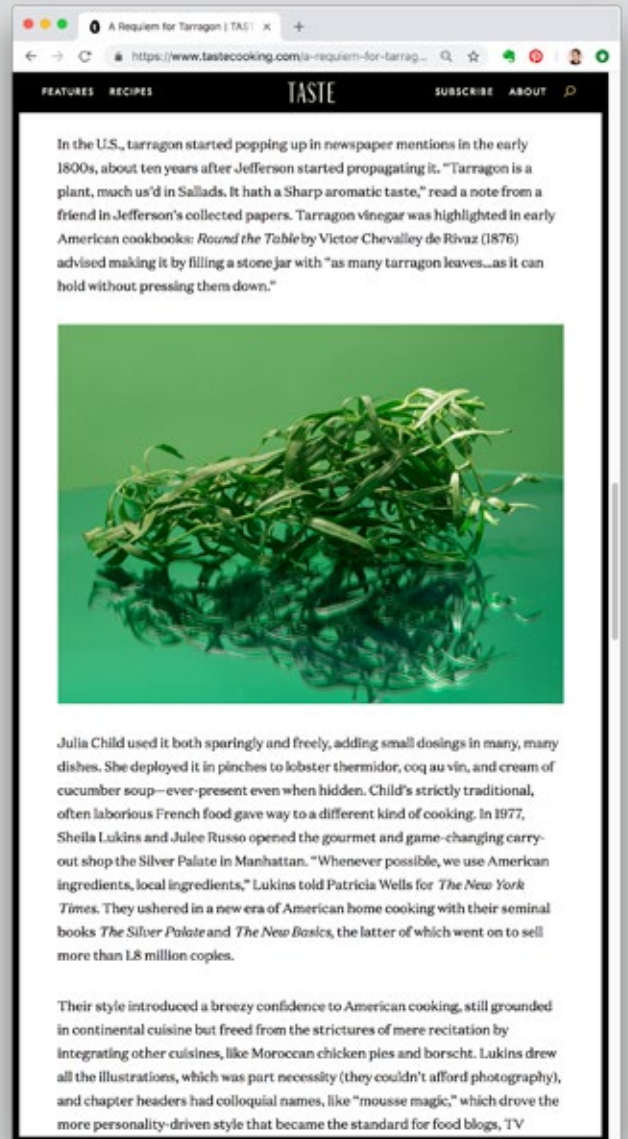 A Requiem for Tarragon | TAST
https://www.tastecooking.com/a-requiem-for-tarrag...
FEATURES RECIPES TASTE SUBSCRIBE ABOUT
In the U.S., tarragon started popping up in newspaper mentions in the early
1800s, about ten years after Jefferson started propagating it. “Tarragon is a
plant, much us’d in Sallads. It hath a Sharp aromatic taste,” read a note from a
friend in Jefferson’s collected papers. Tarragon vinegar was highlighted in early
American cookbooks: Round the Table by Victor Chevalley de Rivaz (1876)
advised making it by filling a stone jar with “as many tarragon leaves...as it can
hold without pressing them down.”
Julia Child used it both sparingly and freely, adding small dosings in many, many
dishes. She deployed it in pinches to lobster thermidor, coq au vin, and cream of
cucumber soup—ever-present even when hidden. Child’s strictly traditional,
often laborious French food gave way to a different kind of cooking. In 1977,
Sheila Lukins and Julee Russo opened the gourmet and game-changing carry-
out shop the Silver Palate in Manhattan. “Whenever possible, we use American
ingredients, local ingredients,” Lukins told Patricia Wells for The New York
Times. They ushered in a new era of American home cooking with their seminal
books The Silver Palate and The New Basics, the latter of which went on to sell
more than 1.8 million copies.
Their style introduced a breezy confidence to American cooking, still grounded
in continental cuisine but freed from the strictures of mere recitation by
integrating other cuisines, like Moroccan chicken pies and borscht. Lukins drew
all the illustrations, which was part necessity (they couldn’t afford photography),
and chapter headers had colloquial names, like “mousse magic,” which drove the
more personality-driven style that became the standard for food blogs, TV